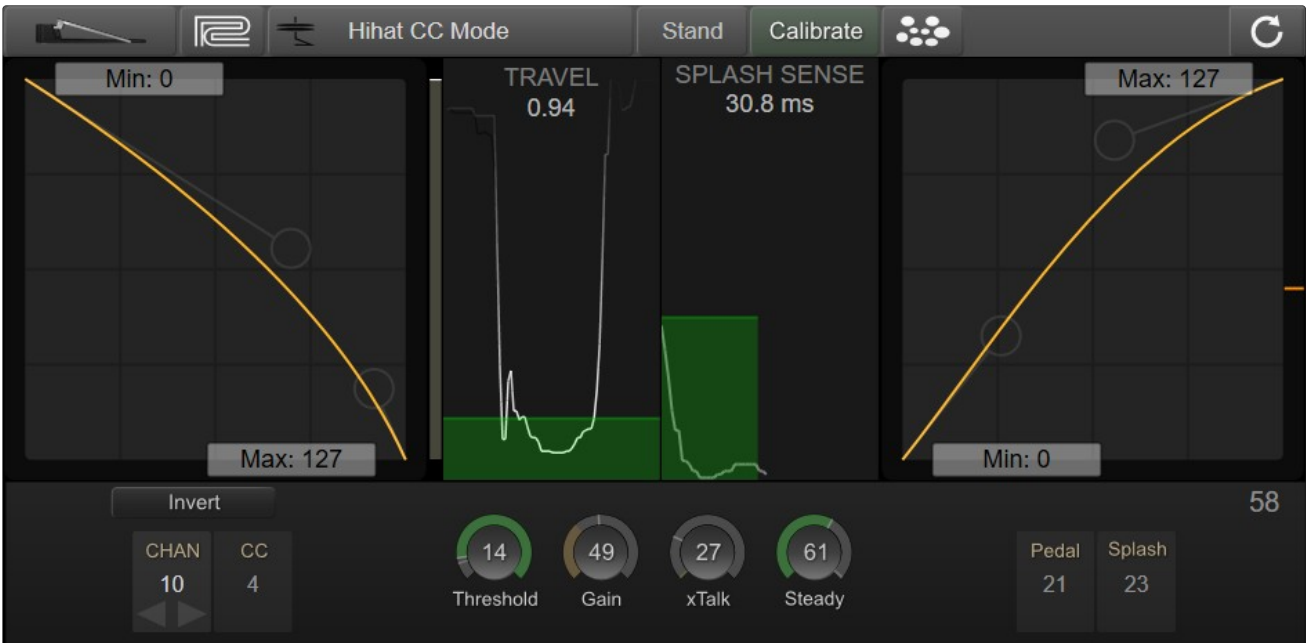 Hihat CC Mode
Stand
Calibrate
Min: 0
TRAVEL
0.94
SPLASH SENSE
30.8 ms
Max: 127
Max: 127
Min: 0
Invert
58
CHAN
CC
10
4
14
49
27
61
Threshold
Gain
xTalk
Steady
Pedal
Splash
21
23